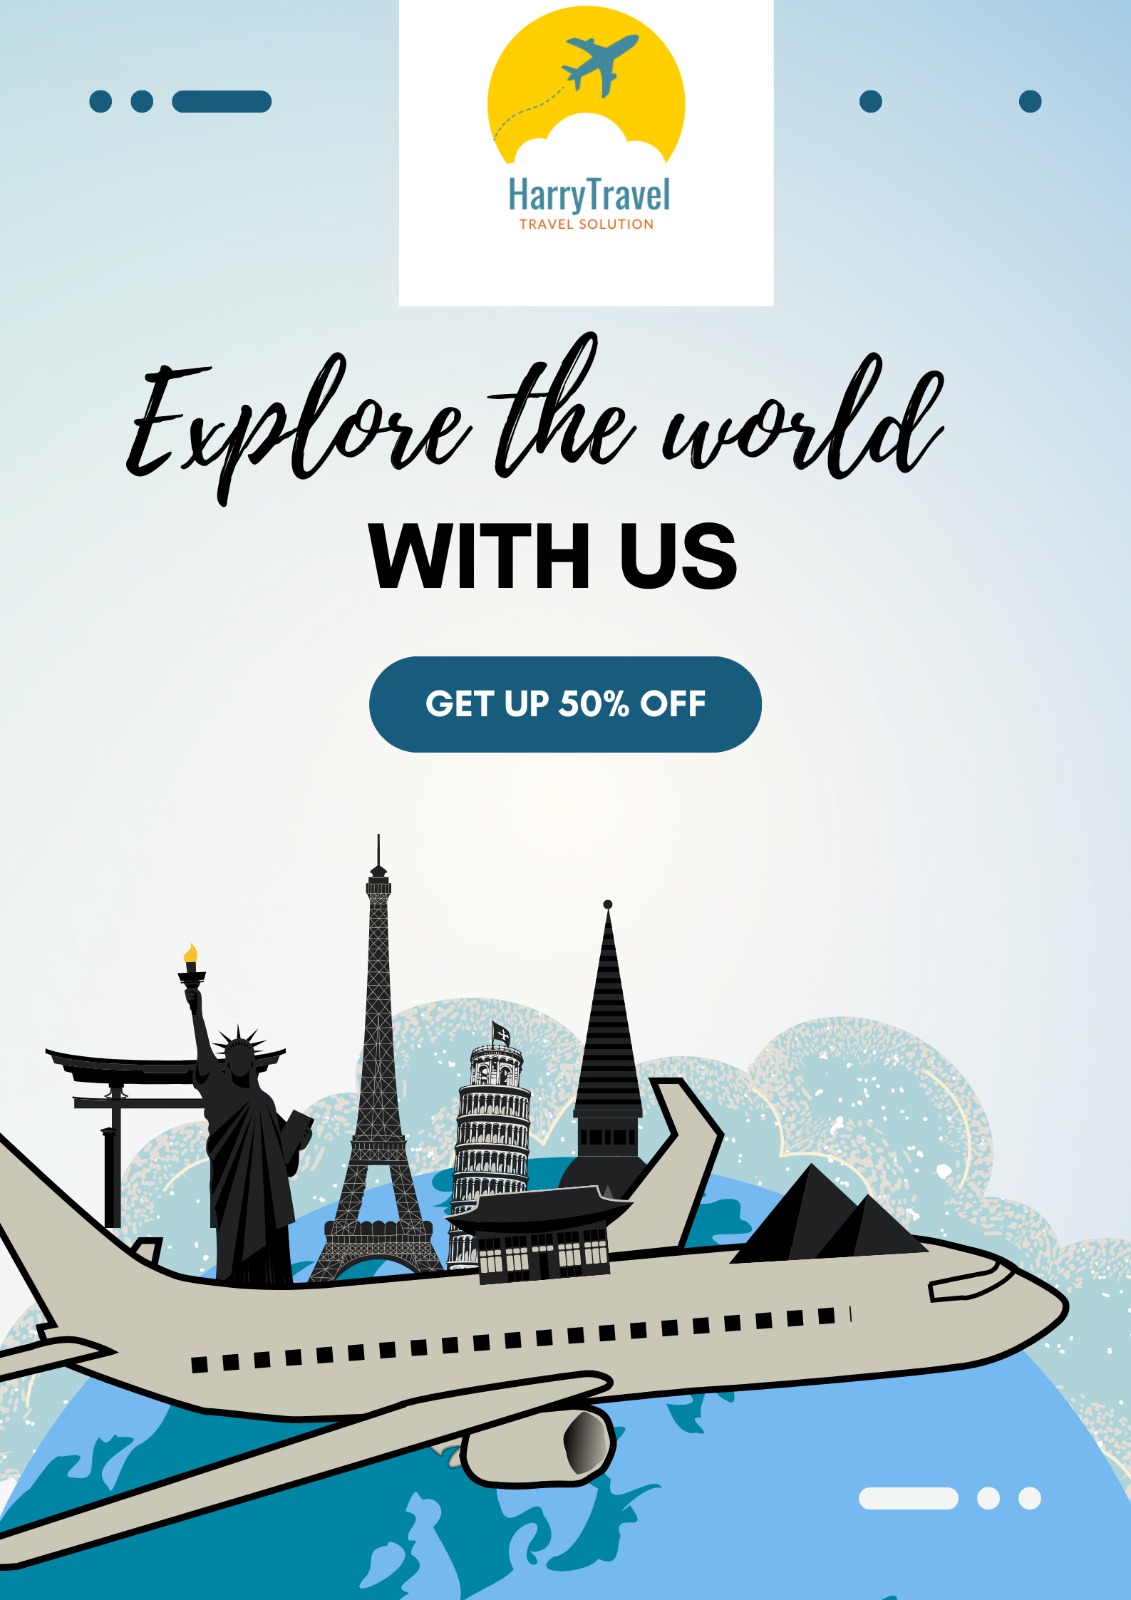 HarryTravel
TRAVEL SOLUTION
Explore the world
WITH US
GET UP 50% OFF